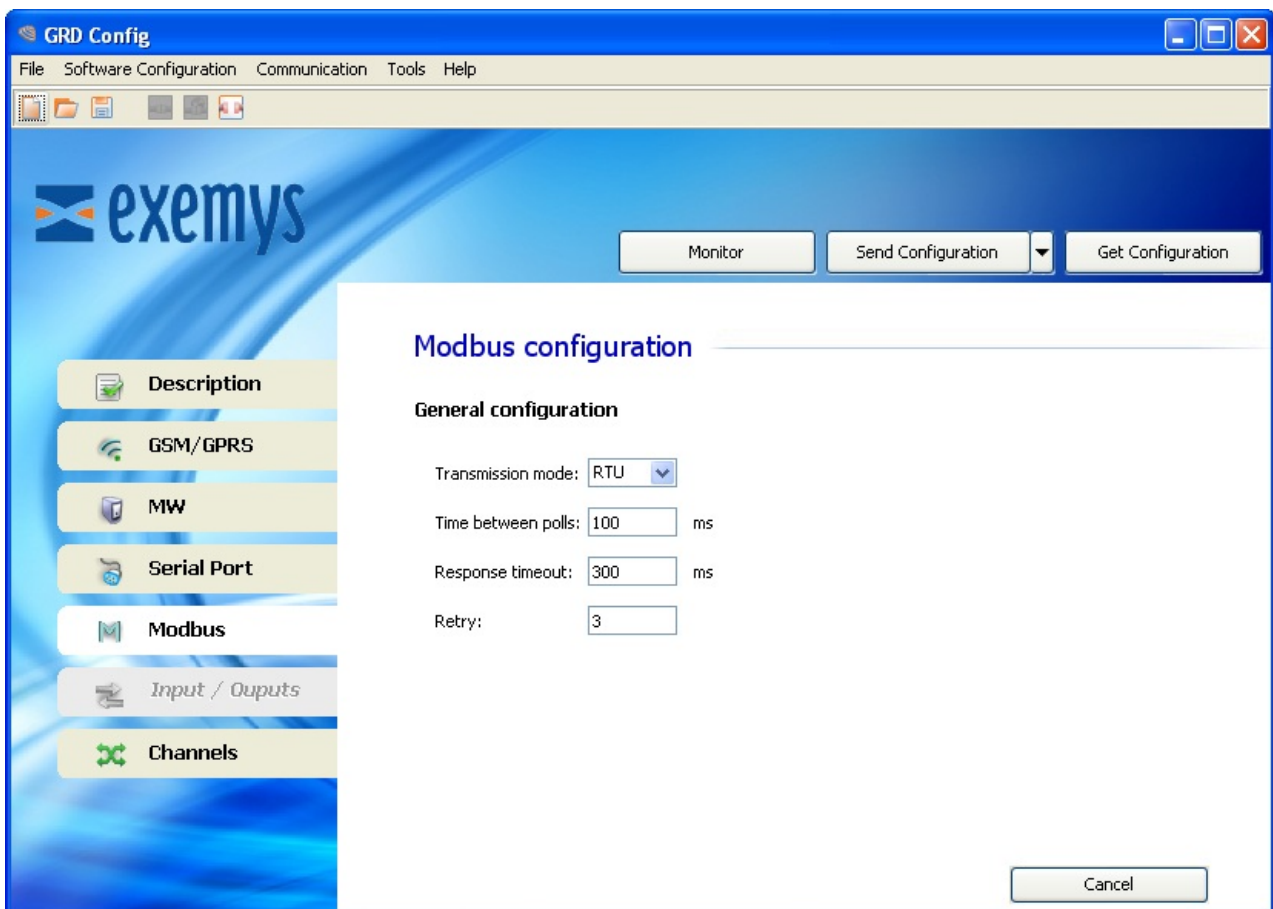 GRD Config
File Software Configuration Communication Tools Help
exemys
Monitor Send Configuration Get Configuration
Modbus configuration
Description
General configuration
GSM/GPRS
Transmission mode: RTU
MW
Time between polls: 100 ms
Serial Port
Response timeout: 300 ms
Modbus
Retry: 3
Input / Ouputs
Channels
Cancel